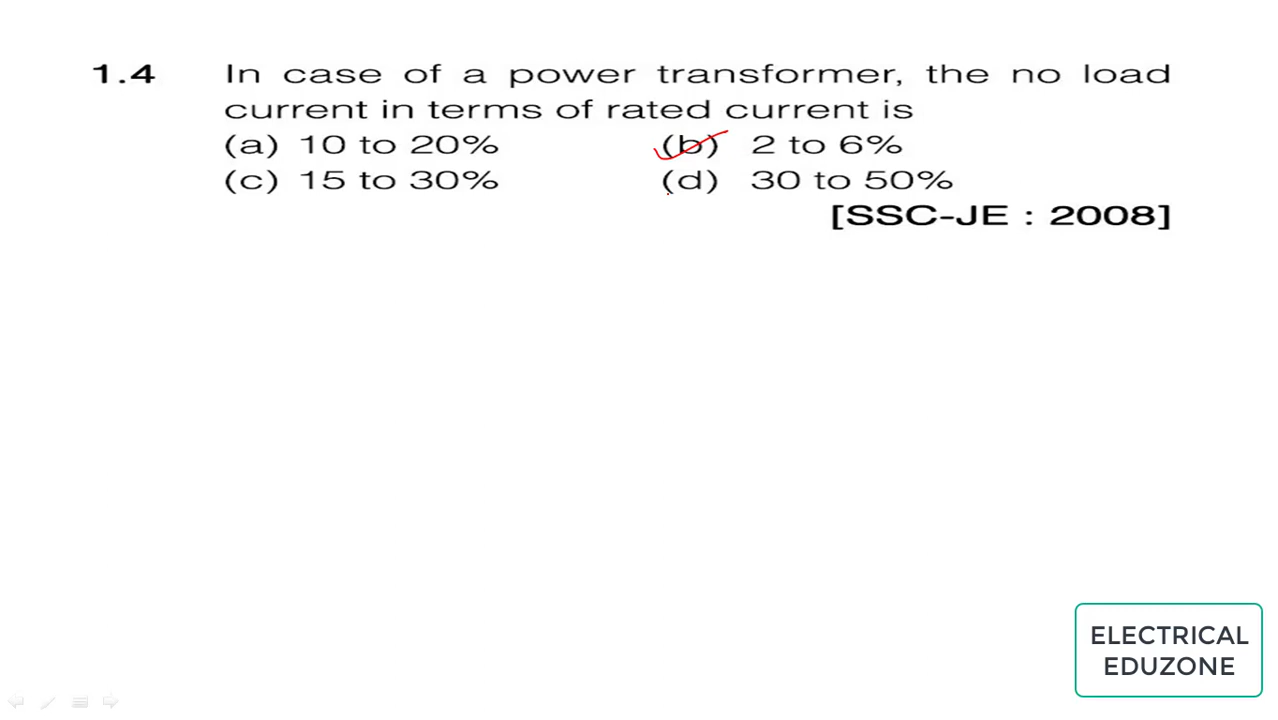 1.4 In case of a power transformer, the no load
current in terms of rated current is
(a) 10 to 20% (b) 2 to 6%
(c) 15 to 30% (d) 30 to 50%
[SSC-JE : 2008]
ELECTRICAL
EDUZONE